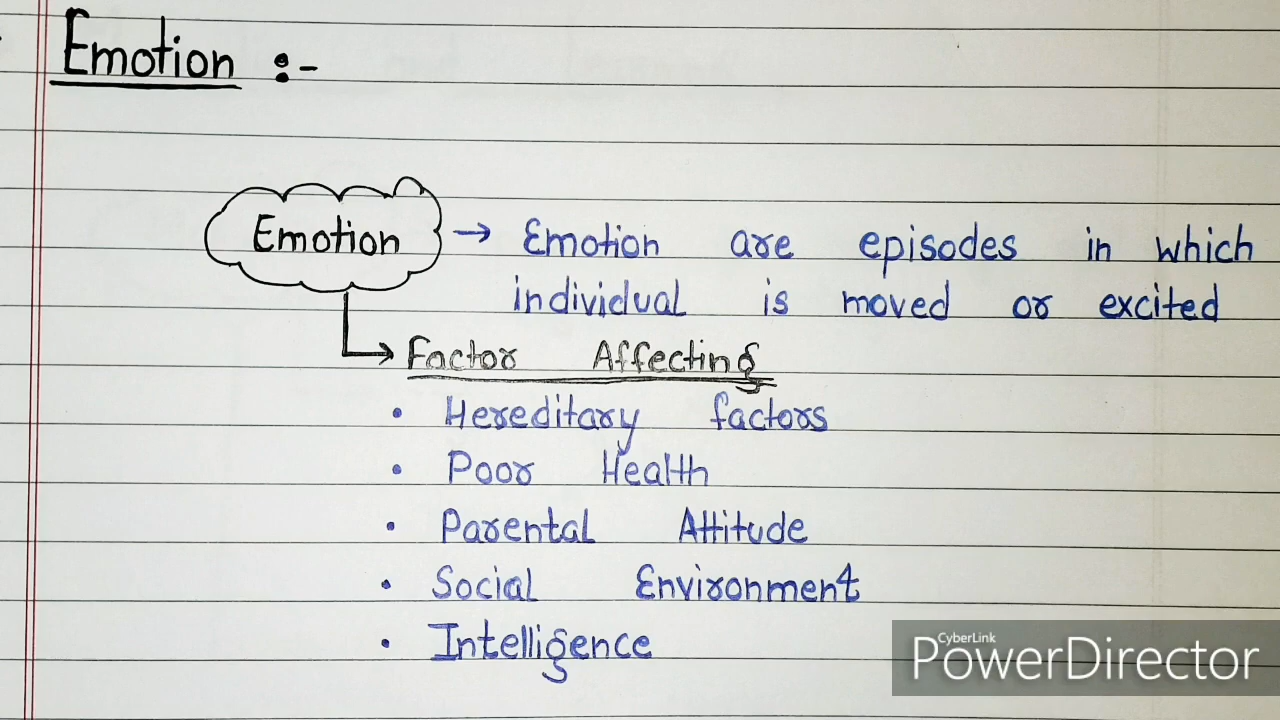 Emotion :-
Emotion → Emotion are episodes in which
individual is moved or excited
Factor Affecting
• Hereditary factors
• Poor Health
• Parental Attitude
• Social Environment
• Intelligence
CyberLink
PowerDirector